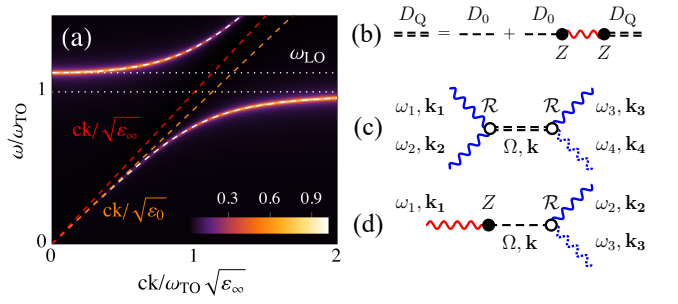 (a)
ω_LO
1
ω/ω_TO
ck/√ε_∞
ck/√ε_0
0.3 0.6 0.9
0
0 1 2
ck/ω_TO √ε_∞
(b) D_Q = D_0 + D_0 D_Q
Z Z
(c) ω_1, k_1 R R ω_3, k_3
ω_2, k_2 Ω, k ω_4, k_4
(d) ω_1, k_1 Z R ω_2, k_2
Ω, k ω_3, k_3